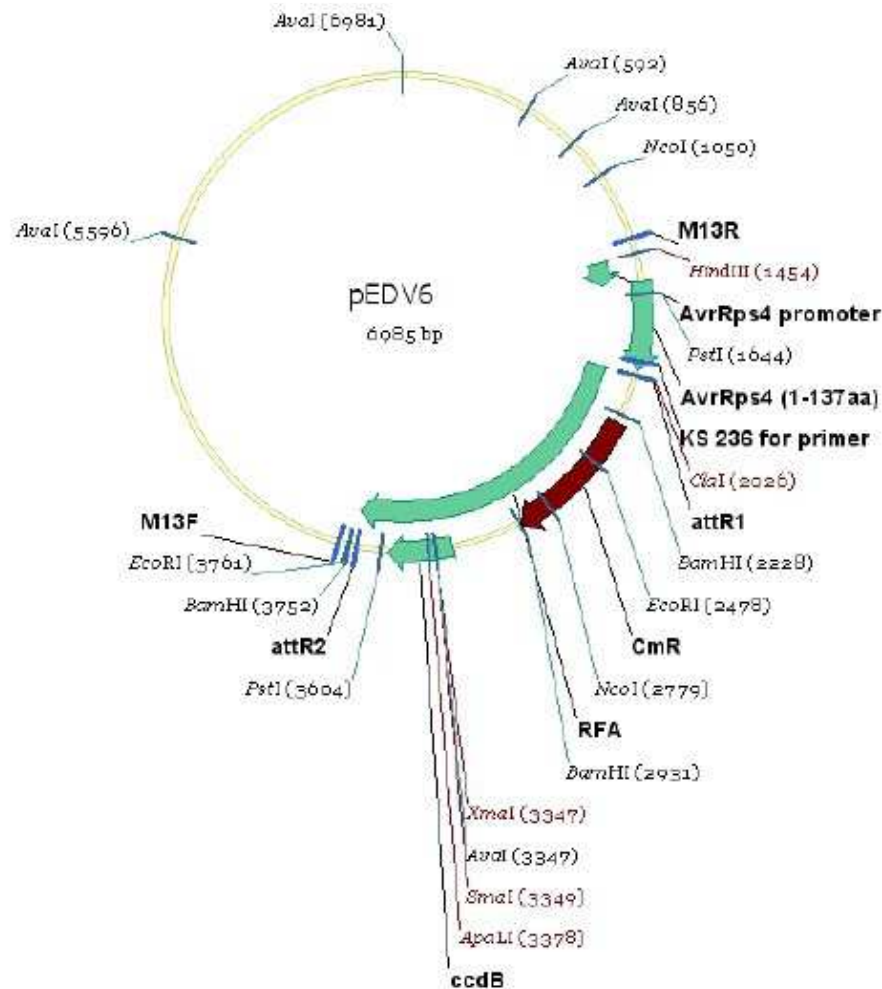 AvaI (6981)
AvaI (592)
AvaI (856)
NcoI (1050)
M13R
HindIII (1454)
AvrRps4 promoter
PstI (1644)
AvrRps4 (1-137aa)
KS 236 for primer
ClaI (2026)
attR1
BamHI (2228)
EcoRI (2478)
CmR
NcoI (2779)
RFA
BamHI (2931)
XmaI (3347)
AvaI (3347)
SmaI (3349)
ApaLI (3378)
ccdB
PstI (3604)
attR2
BamHI (3752)
EcoRI (3761)
M13F
AvaI (5596)
pEDV6
6985 bp